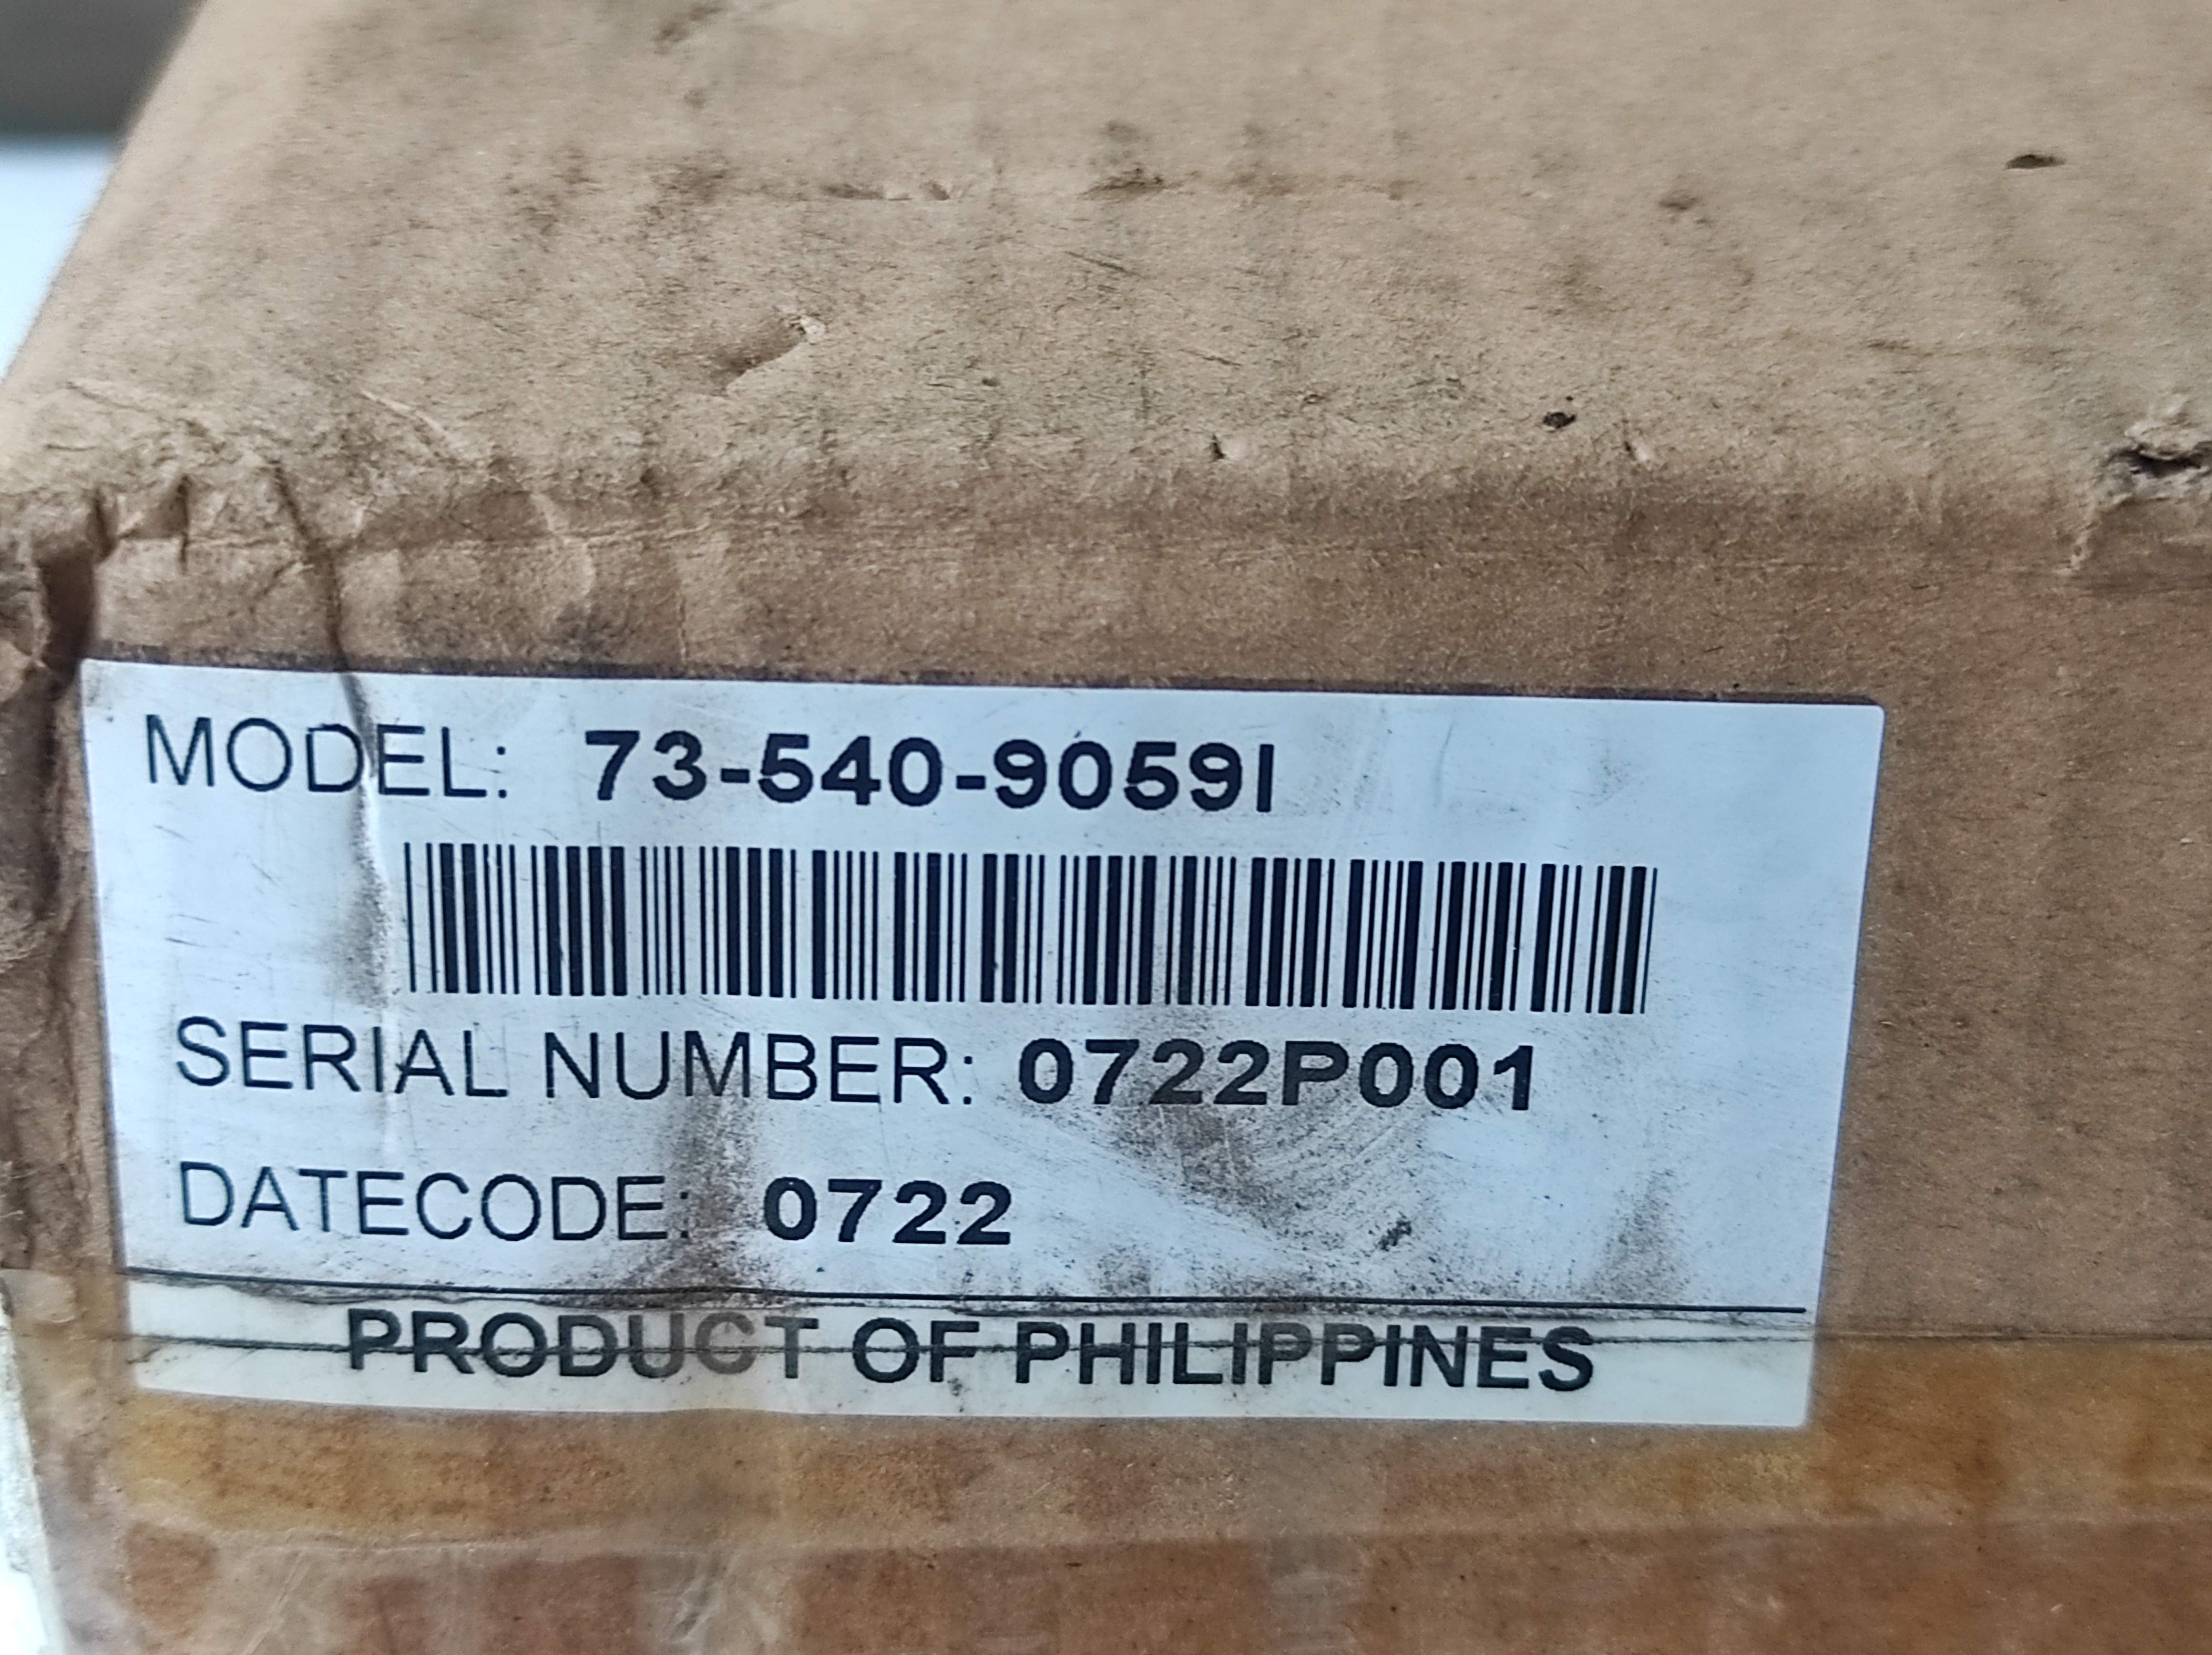 MODEL: 73-540-9059I
SERIAL NUMBER: 0722P001
DATECODE: 0722
PRODUCT OF PHILIPPINES